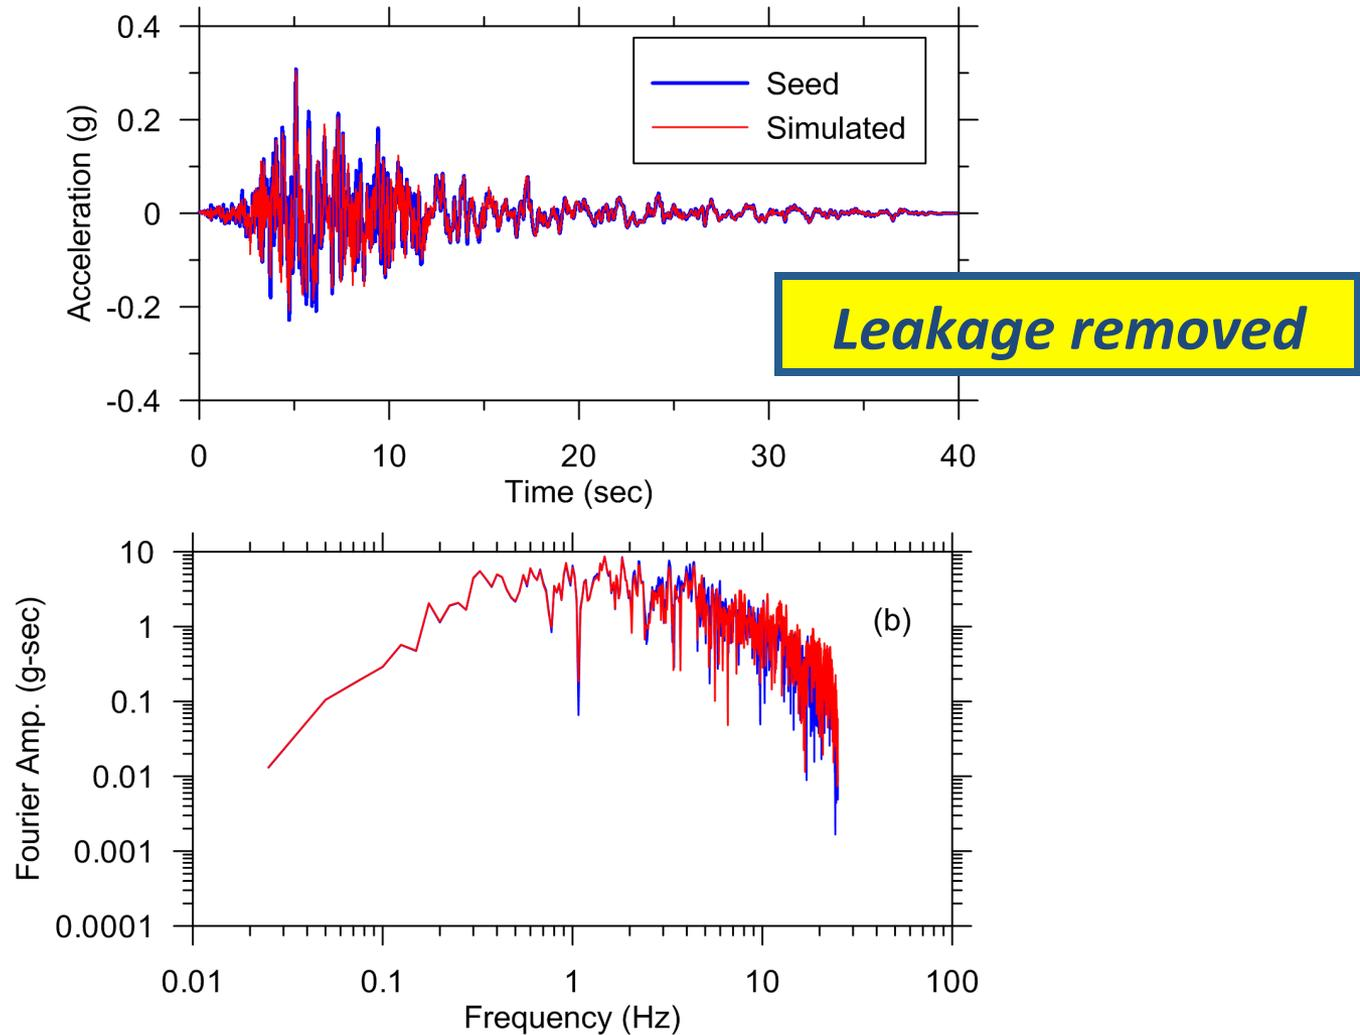 0.4
0.2
0
-0.2
-0.4
Acceleration (g)
Seed
Simulated
Leakage removed
0 10 20 30 40
Time (sec)
10
1
0.1
0.01
0.001
0.0001
Fourier Amp. (g-sec)
(b)
0.01 0.1 1 10 100
Frequency (Hz)